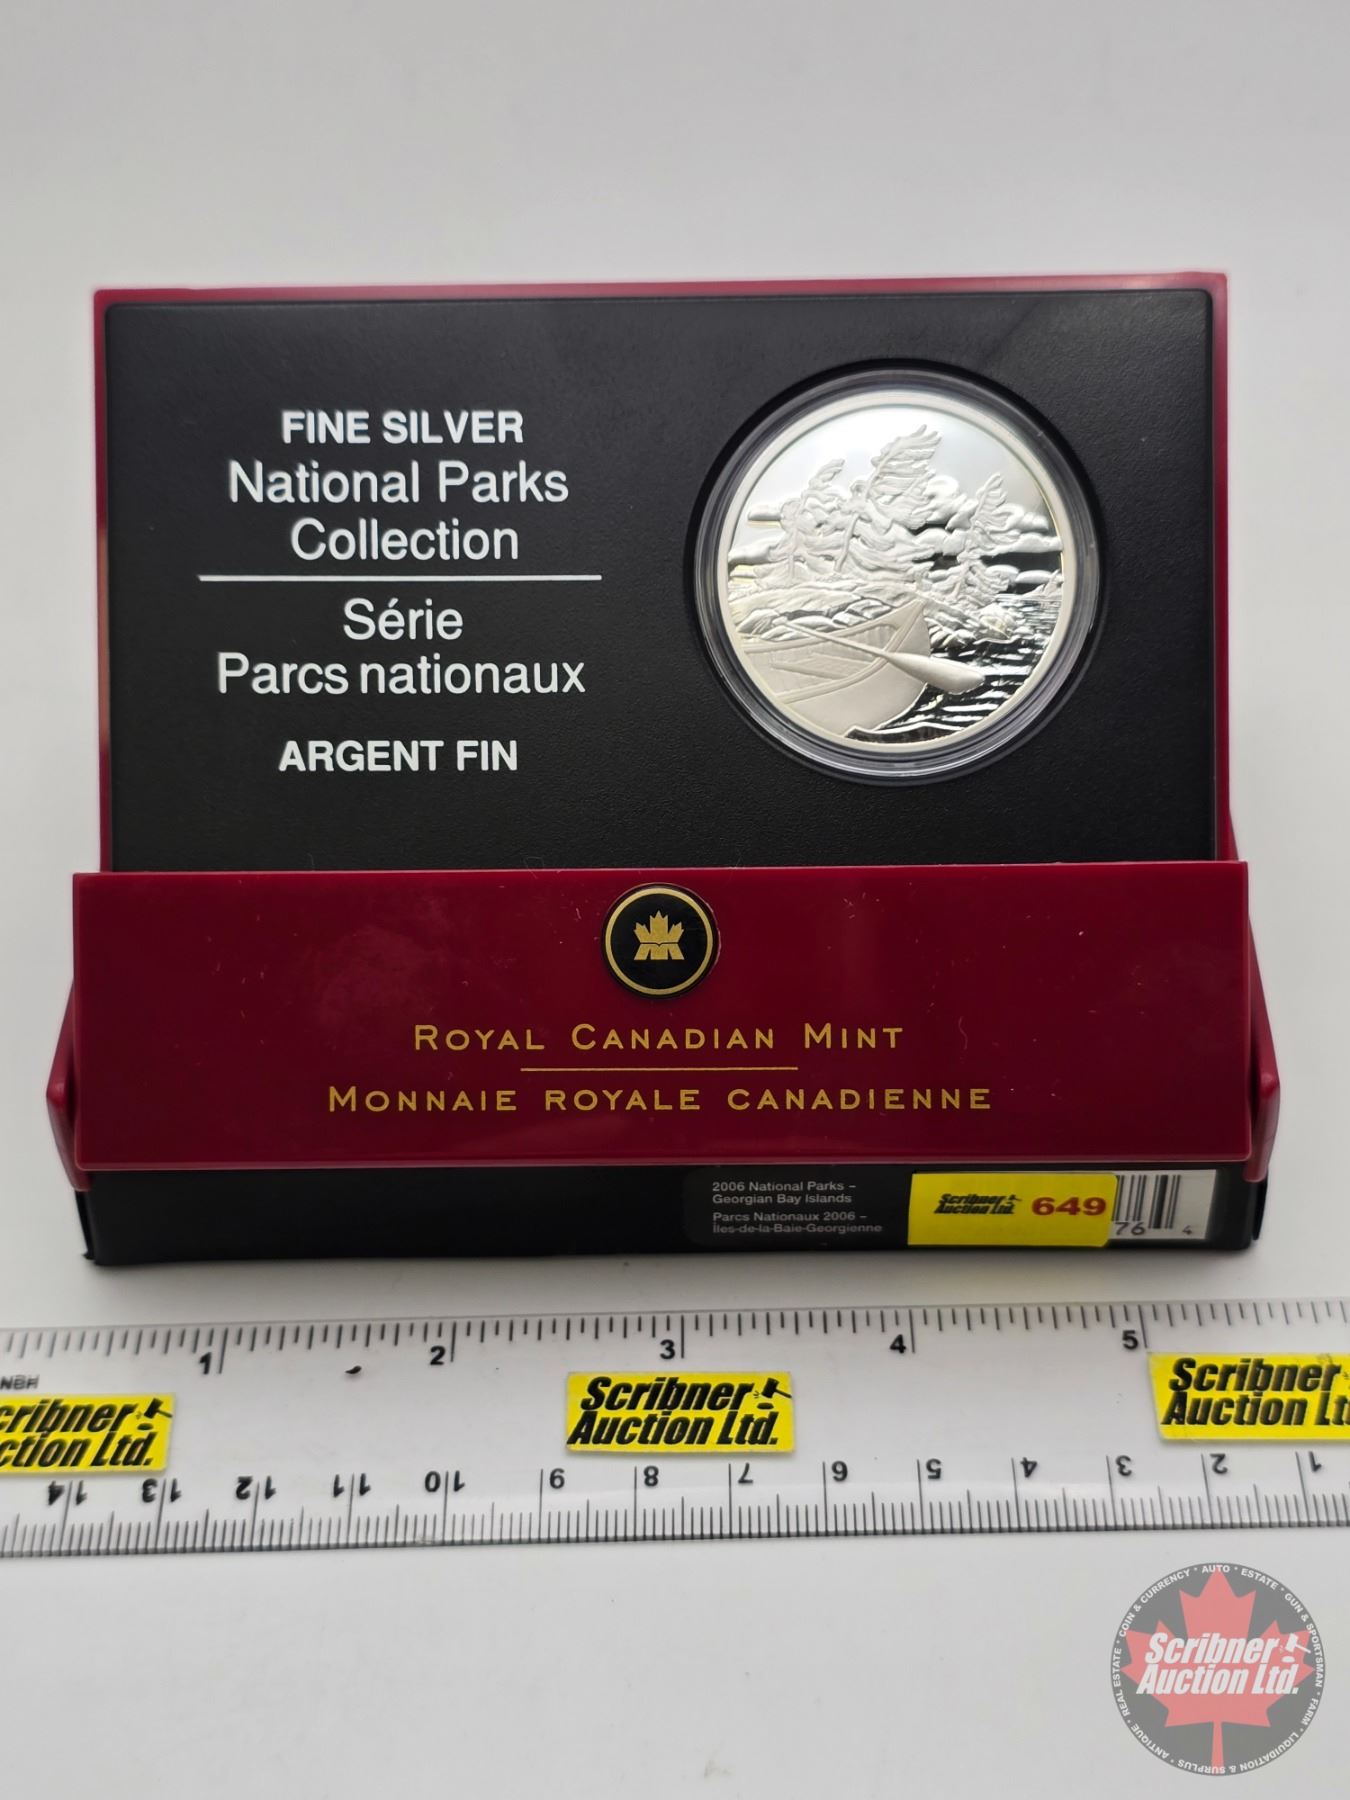 FINE SILVER
National Parks
Collection
Série
Parcs nationaux
ARGENT FIN
ROYAL CANADIAN MINT
MONNAIE ROYALE CANADIENNE
2006 National Parks –
Georgian Bay Islands
Parcs Nationaux 2006 –
Îles-de-la-Baie-Georgienne
Scribner
Auction Ltd.
649
76 4
1 2 3 4 5
NBH
cribner
ction Ltd.
Scribner
Auction Ltd.
Scribner
Auction Lt
14 13 12 11 10 9 8 7 6 5 4 3 2 1
COIN & CURRENCY • AUTO • ESTATE • GUN & SPORTSMAN • FARM • LIQUIDATION & SURPLUS • ANTIQUE • REAL ESTATE •
Scribner
Auction Ltd.